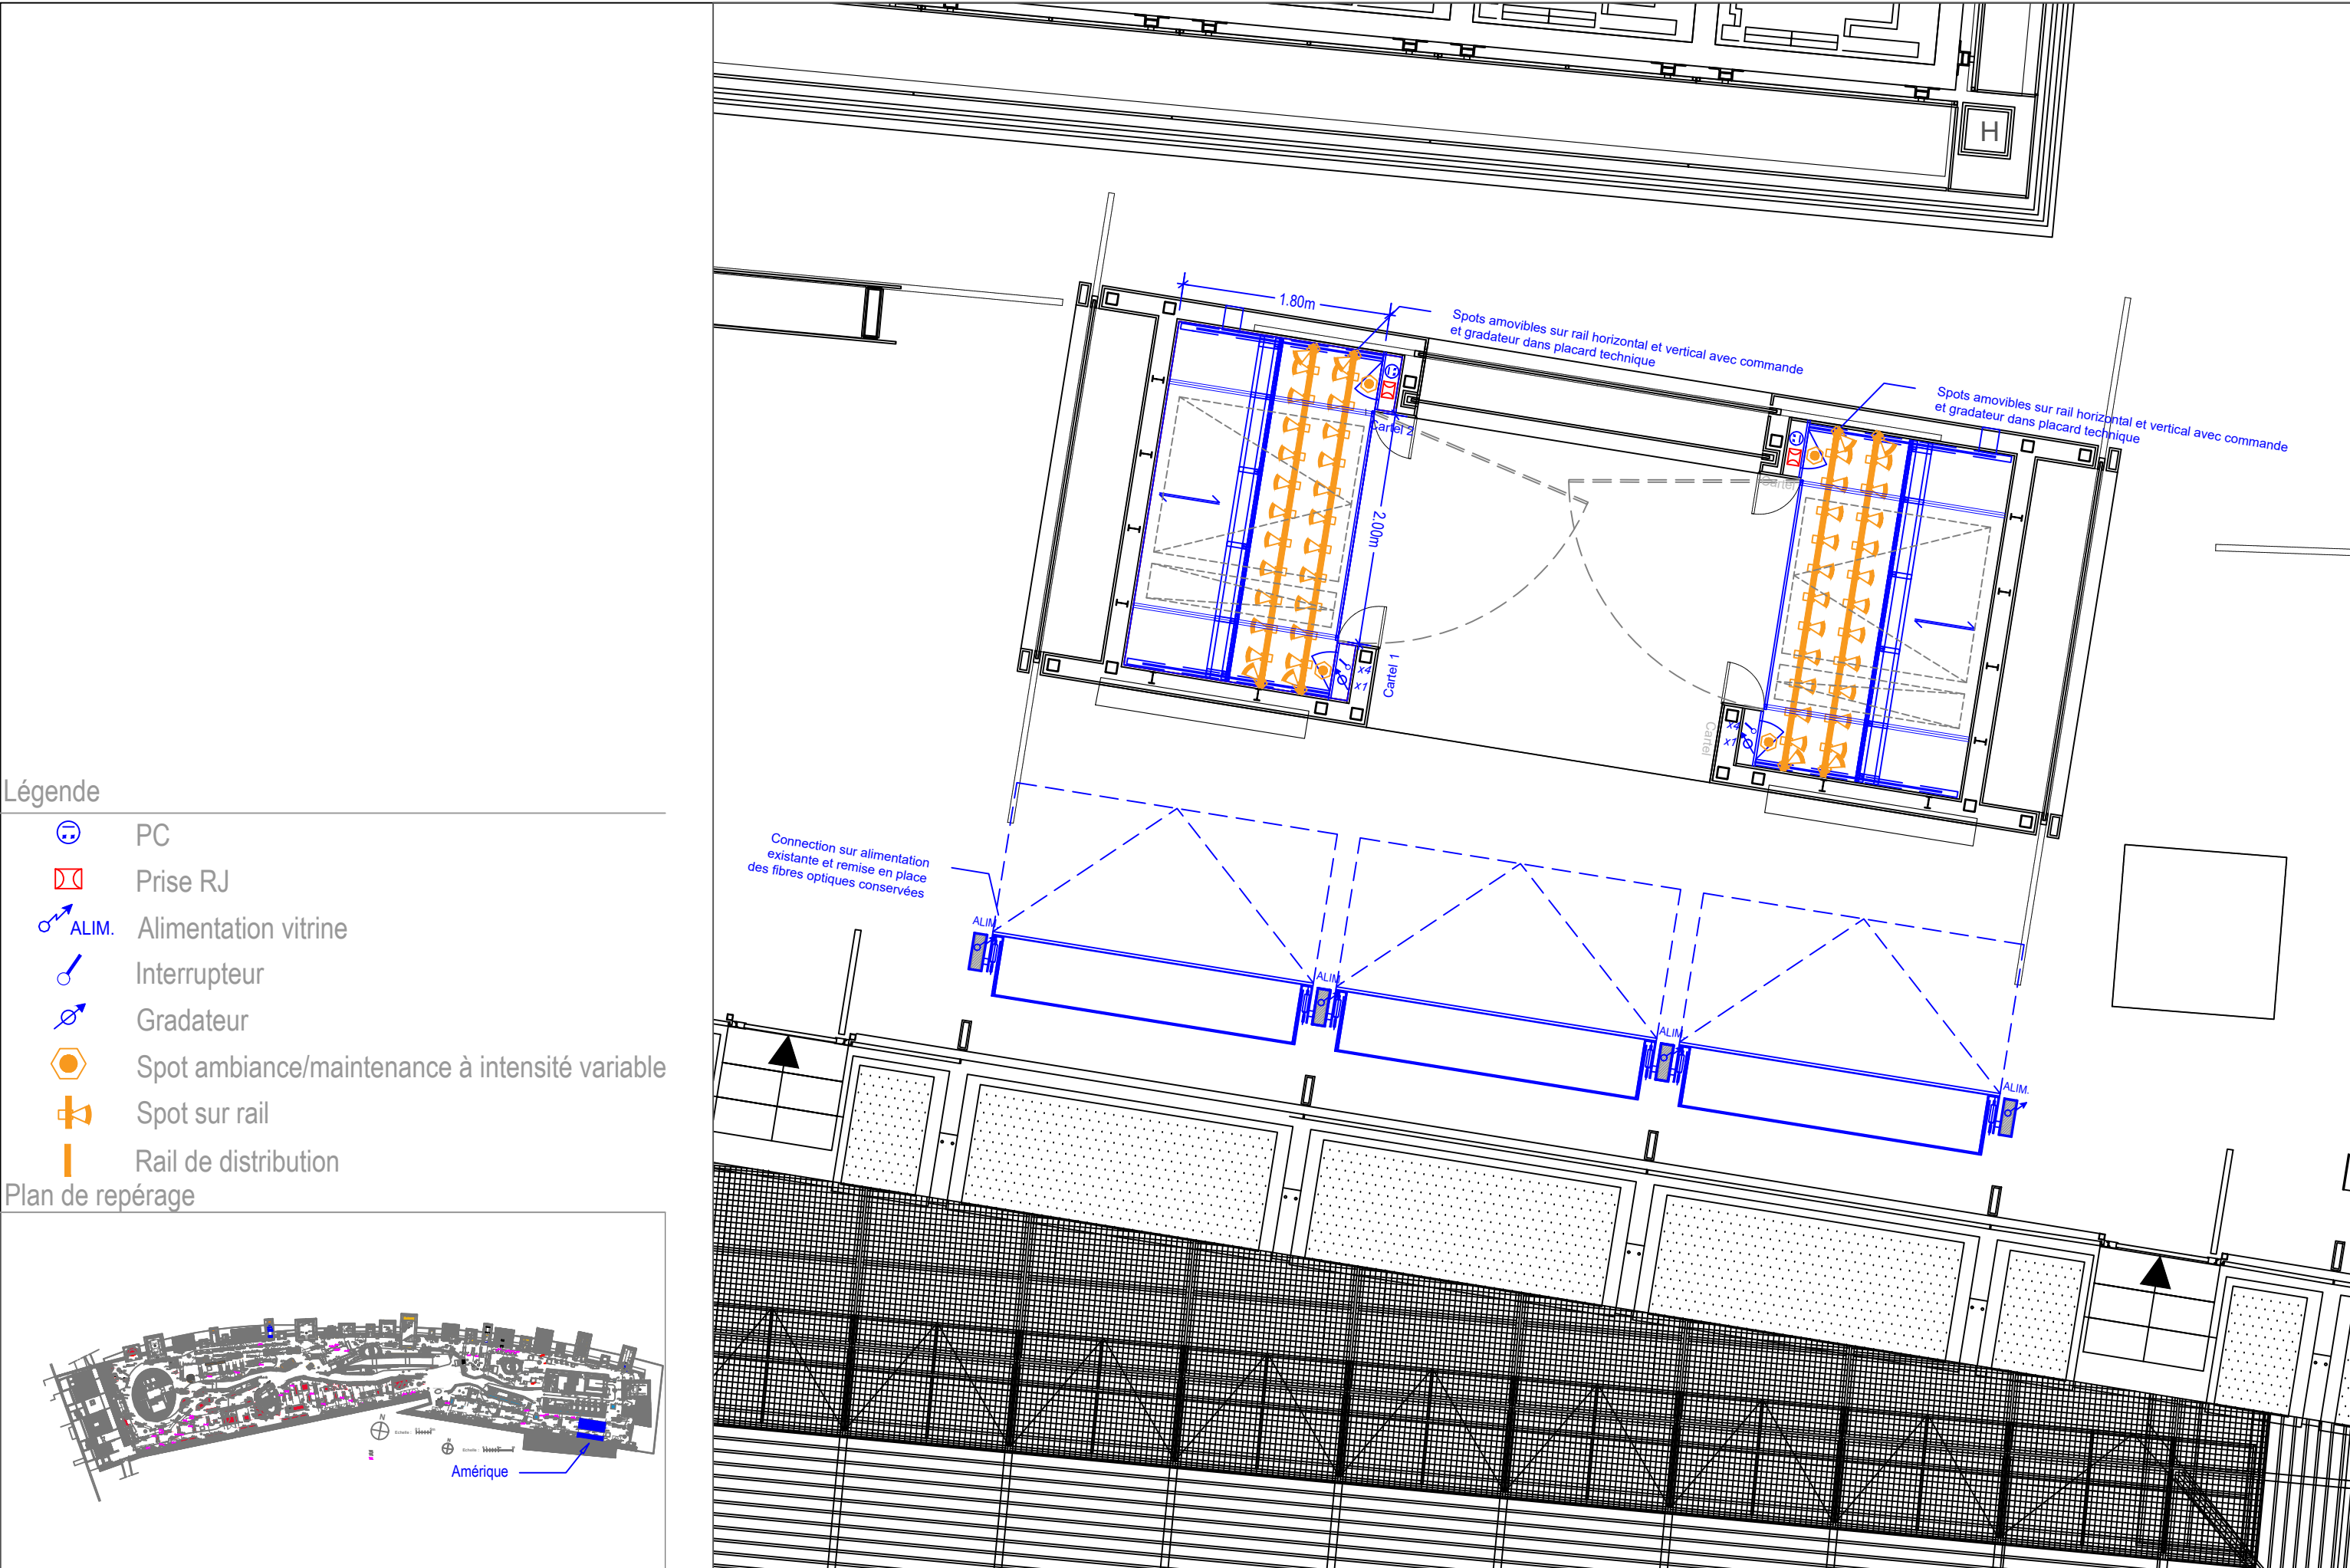 H
1.80m
Spots amovibles sur rail horizontal et vertical avec commande
et gradateur dans placard technique
Spots amovibles sur rail horizontal et vertical avec commande
et gradateur dans placard technique
Cartel 2
Cartel
2.00m
x4
x1
Cartel 1
x4
x1
Cartel
Connection sur alimentation
existante et remise en place
des fibres optiques conservées
ALIM.
ALIM.
ALIM.
ALIM.
Légende
PC
Prise RJ
ALIM. Alimentation vitrine
Interrupteur
Gradateur
Spot ambiance/maintenance à intensité variable
Spot sur rail
Rail de distribution
Plan de repérage
N
Echelle :
N
Echelle :
Amérique